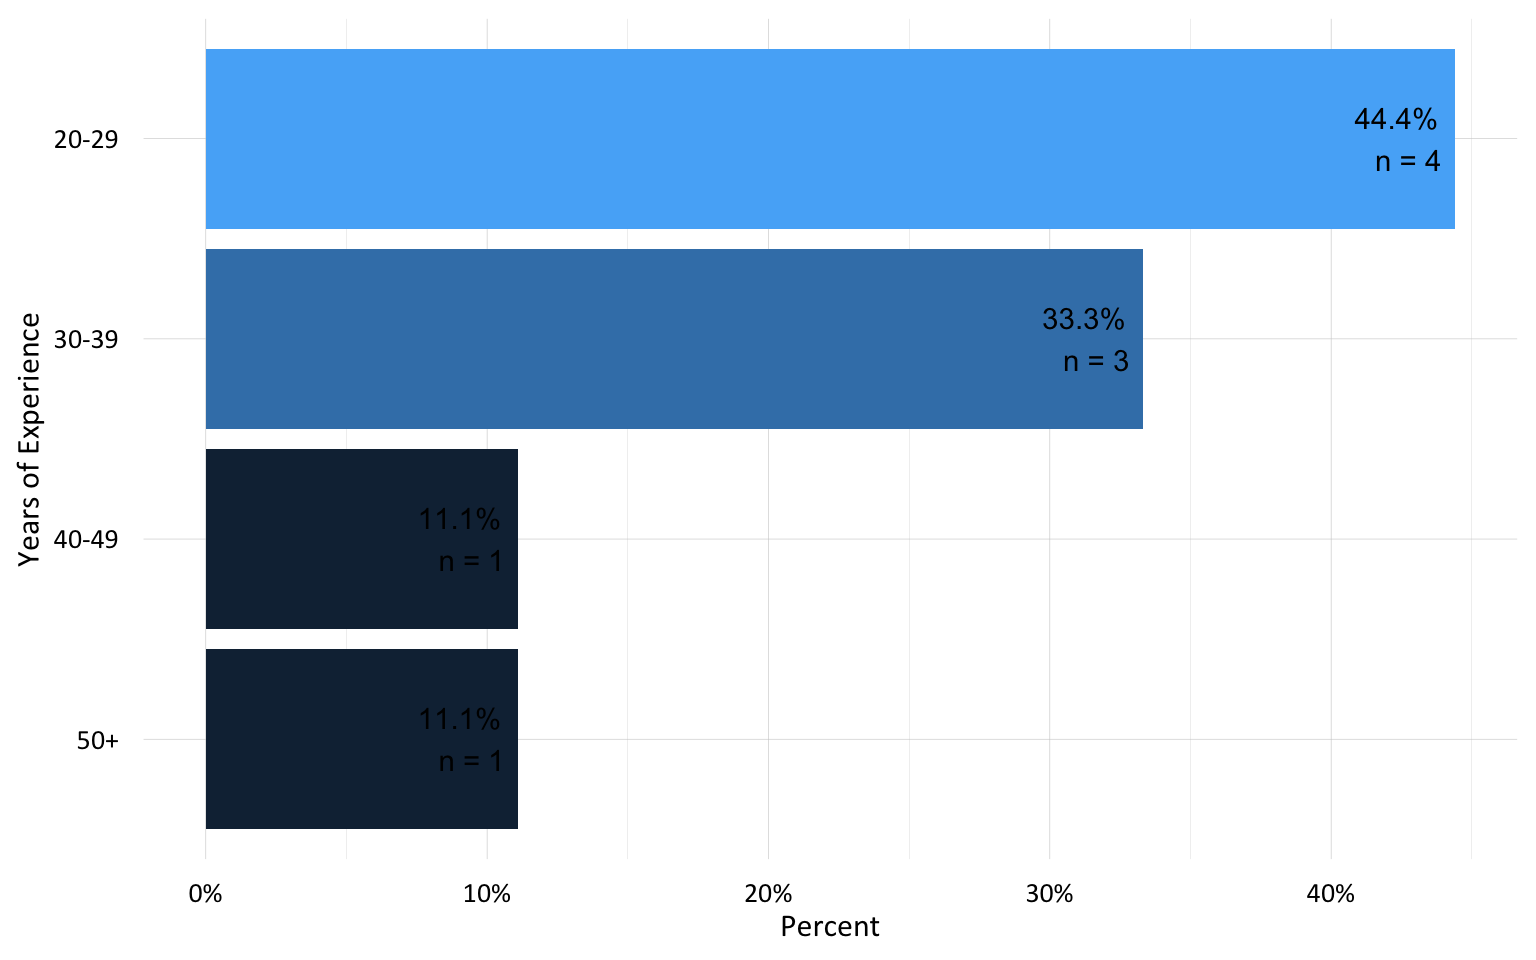 Years of Experience
20-29
44.4%
n = 4
30-39
33.3%
n = 3
40-49
11.1%
n = 1
50+
11.1%
n = 1
0%
10%
20%
30%
40%
Percent